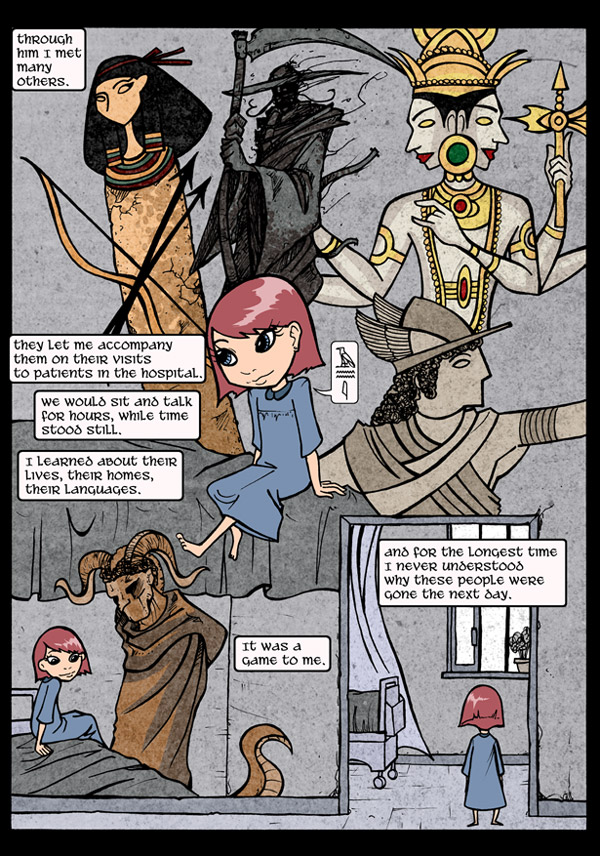 through
him I met
many
others.
they let me accompany
them on their visits
to patients in the hospital.
we would sit and talk
for hours, while time
stood still.
I learned about their
lives, their homes,
their languages.
It was a
game to me.
and for the longest time
I never understood
why these people were
gone the next day.